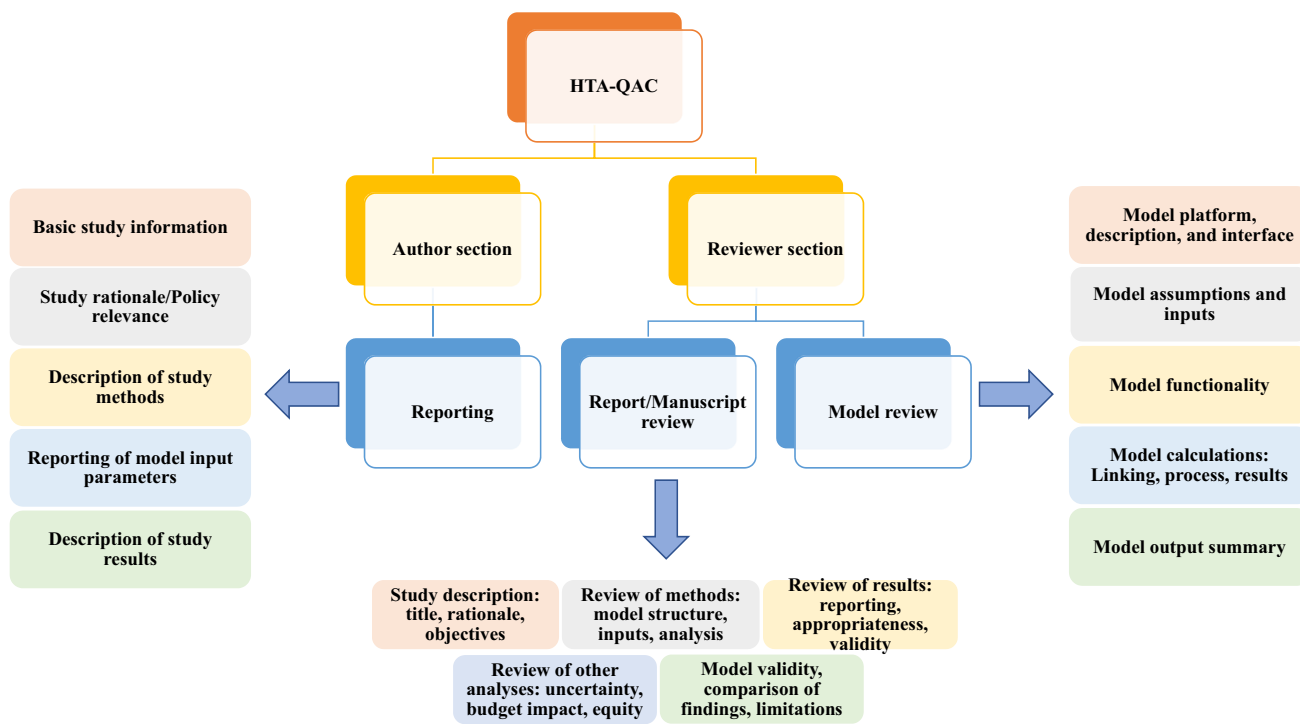 HTA-QAC
Author section
Reviewer section
Reporting
Report/Manuscript
review
Model review
Basic study information
Study rationale/Policy
relevance
Description of study
methods
Reporting of model input
parameters
Description of study
results
Study description:
title, rationale,
objectives
Review of methods:
model structure,
inputs, analysis
Review of results:
reporting,
appropriateness,
validity
Review of other
analyses: uncertainty,
budget impact, equity
Model validity,
comparison of
findings, limitations
Model platform,
description, and interface
Model assumptions and
inputs
Model functionality
Model calculations:
Linking, process, results
Model output summary